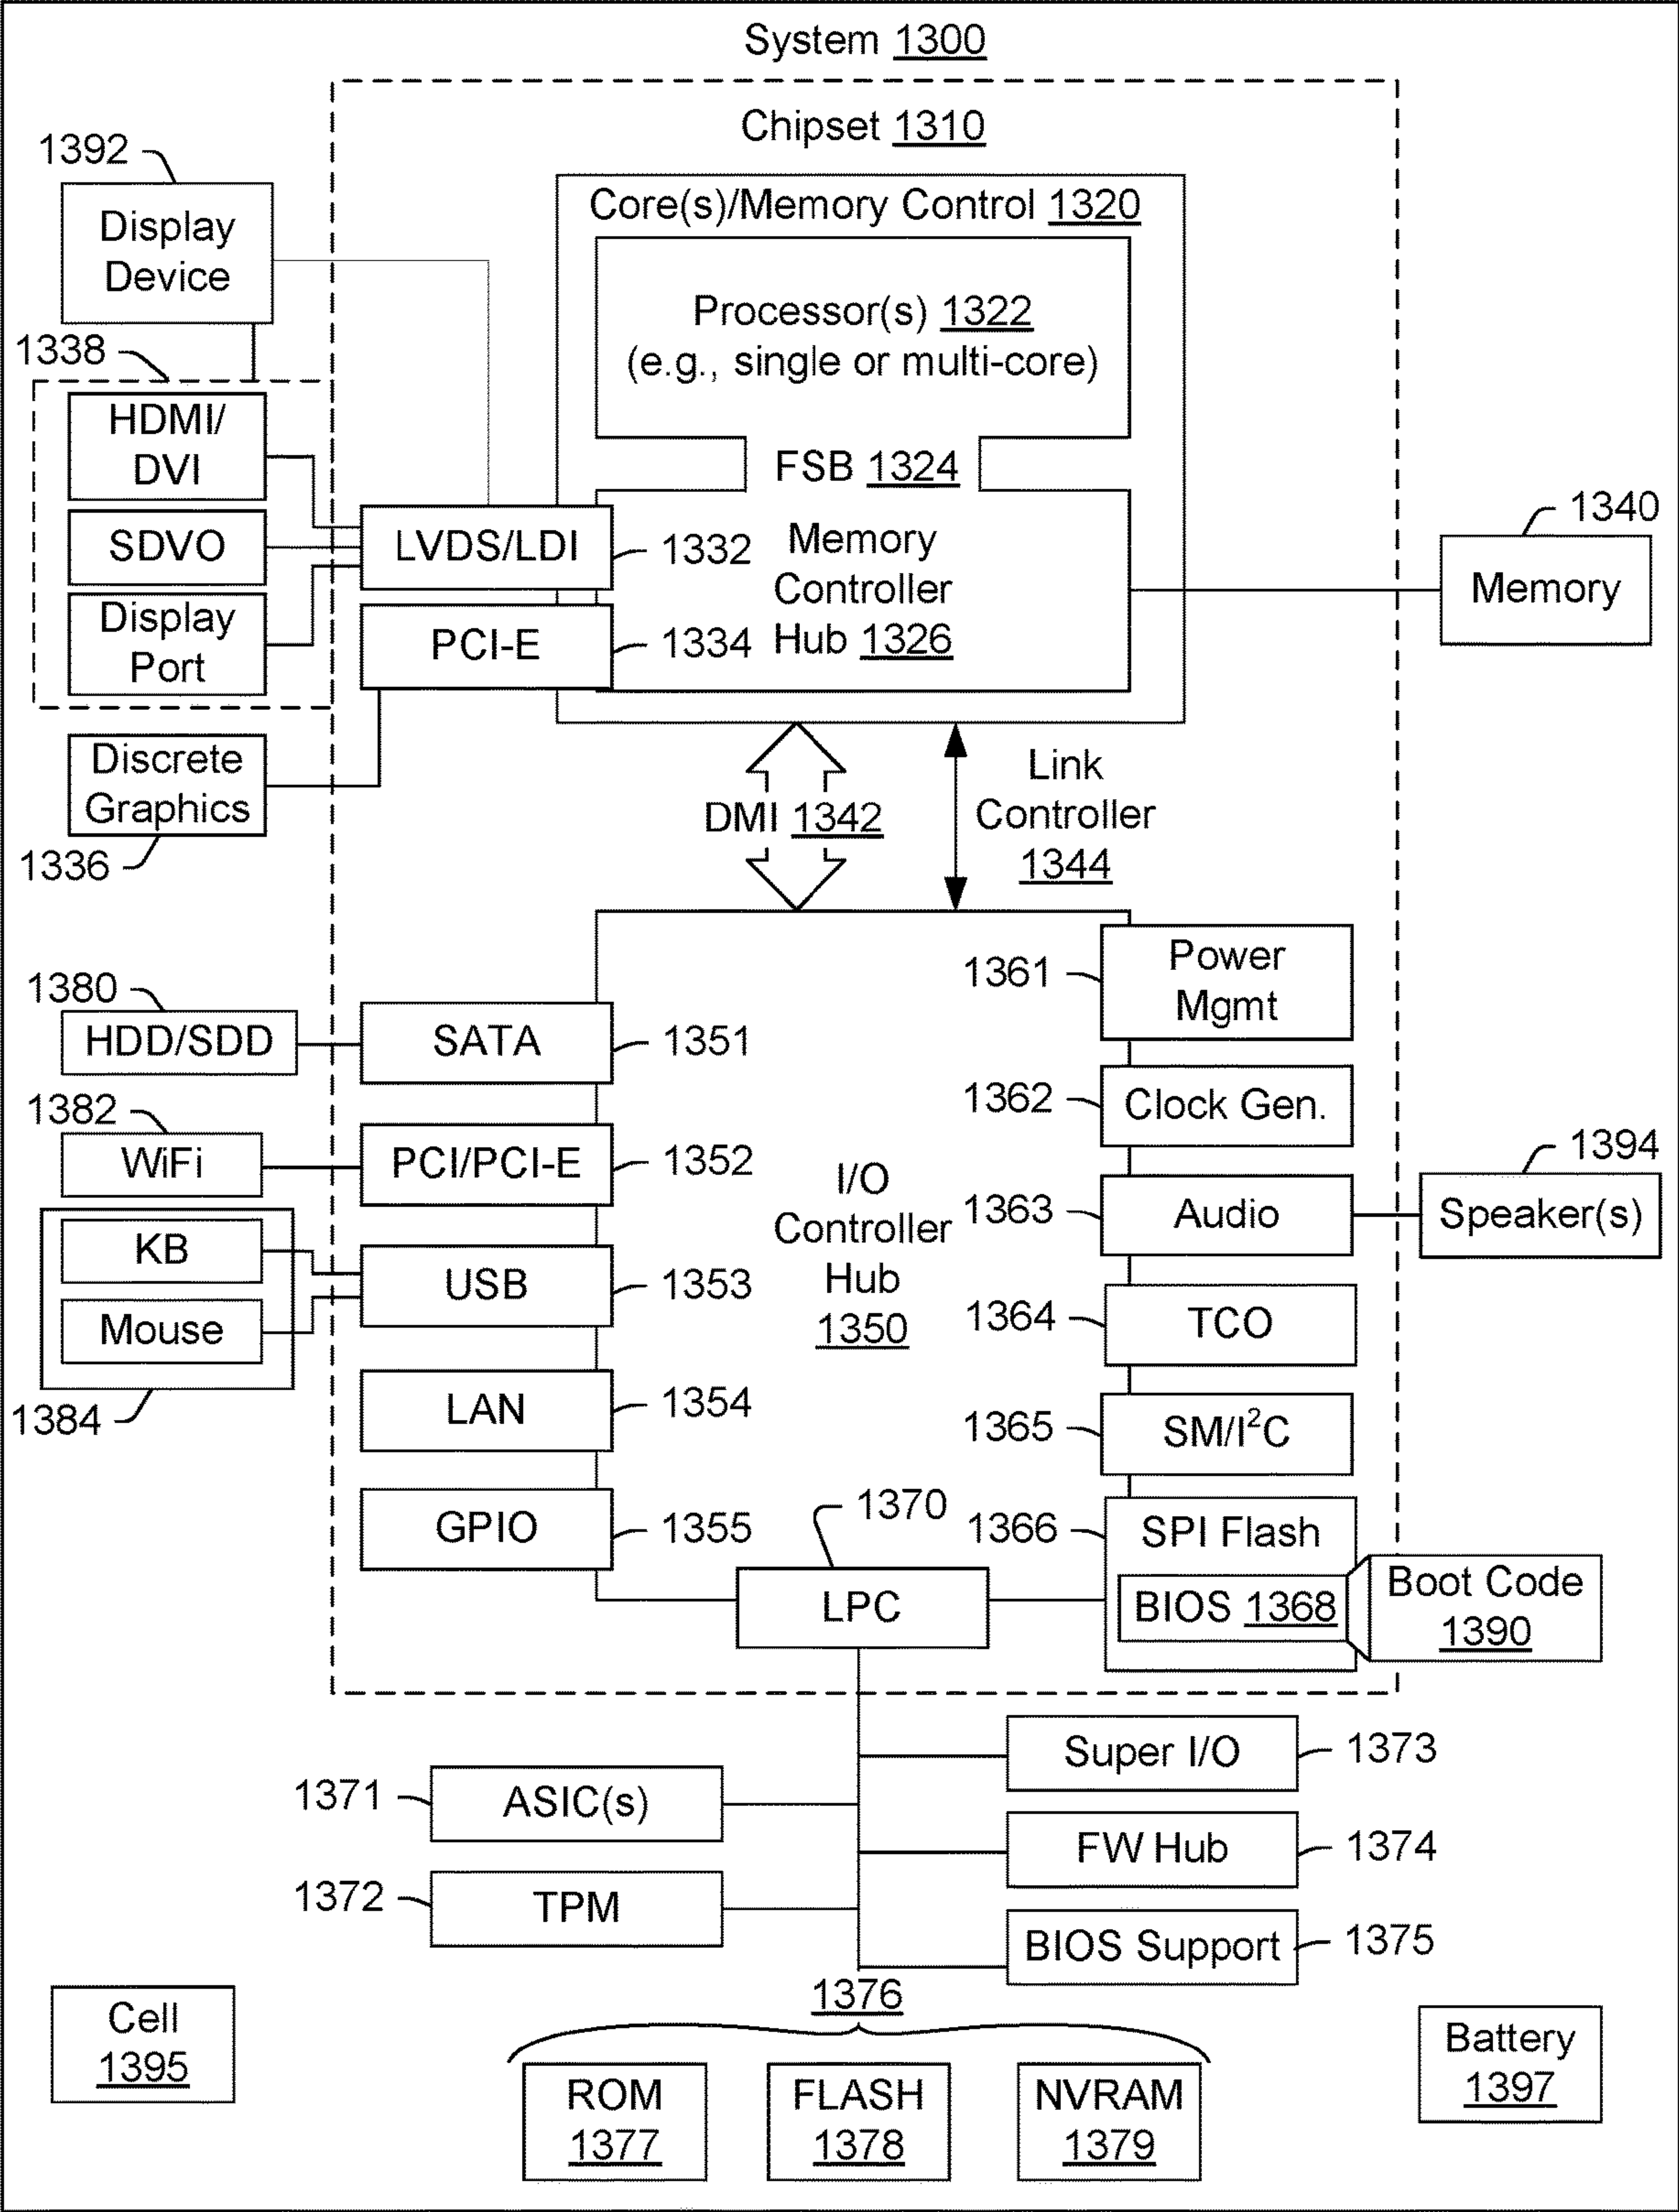 System 1300
Chipset 1310
1392
Display
Device
Core(s)/Memory Control 1320
Processor(s) 1322
(e.g., single or multi-core)
FSB 1324
1338
HDMI/
DVI
SDVO
Display
Port
LVDS/LDI
1332
PCI-E
1334
Memory
Controller
Hub 1326
1340
Memory
Discrete
Graphics
1336
DMI 1342
Link
Controller
1344
1380
HDD/SDD
SATA
1351
1382
WiFi
PCI/PCI-E
1352
KB
Mouse
1384
USB
1353
LAN
1354
GPIO
1355
I/O
Controller
Hub
1350
1361
Power
Mgmt
1362
Clock Gen.
1363
Audio
1394
Speaker(s)
1364
TCO
1365
SM/I²C
1366
SPI Flash
BIOS 1368
Boot Code
1390
1370
LPC
1371
ASIC(s)
1372
TPM
Super I/O
1373
FW Hub
1374
BIOS Support
1375
1376
Cell
1395
ROM
1377
FLASH
1378
NVRAM
1379
Battery
1397